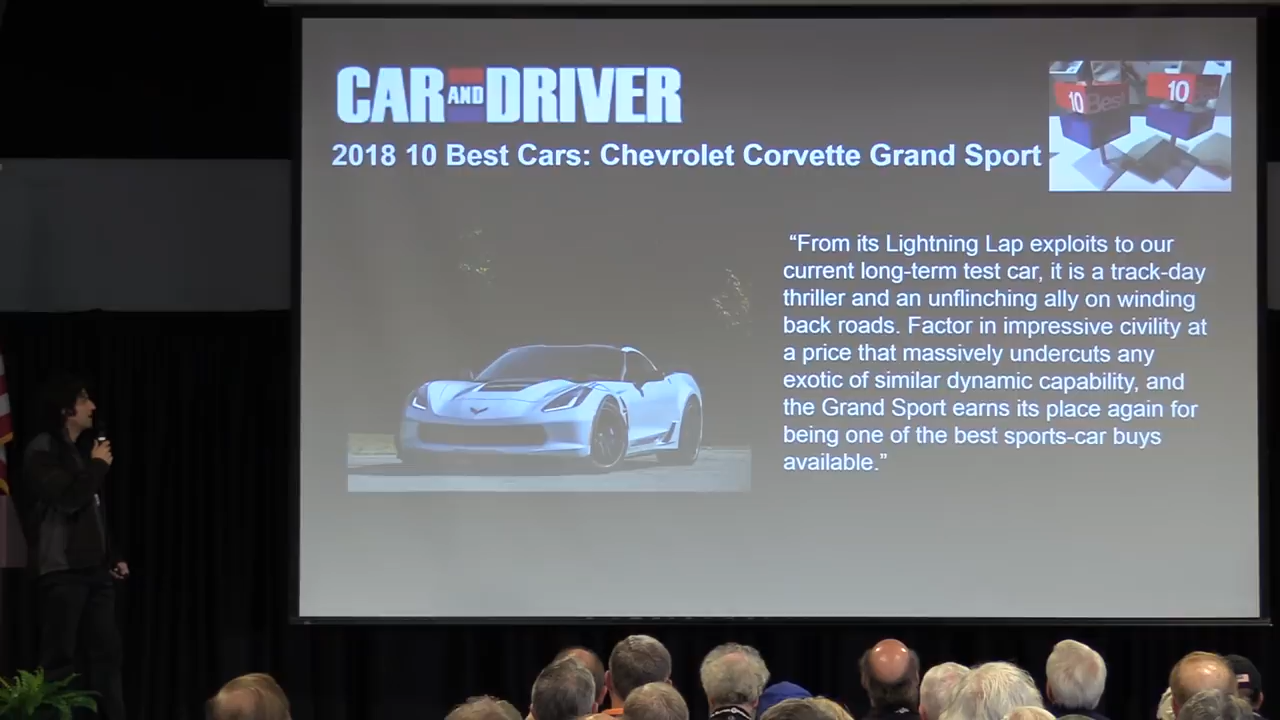 CAR AND DRIVER
2018 10 Best Cars: Chevrolet Corvette Grand Sport
10Best
10
“From its Lightning Lap exploits to our
current long-term test car, it is a track-day
thriller and an unflinching ally on winding
back roads. Factor in impressive civility at
a price that massively undercuts any
exotic of similar dynamic capability, and
the Grand Sport earns its place again for
being one of the best sports-car buys
available.”